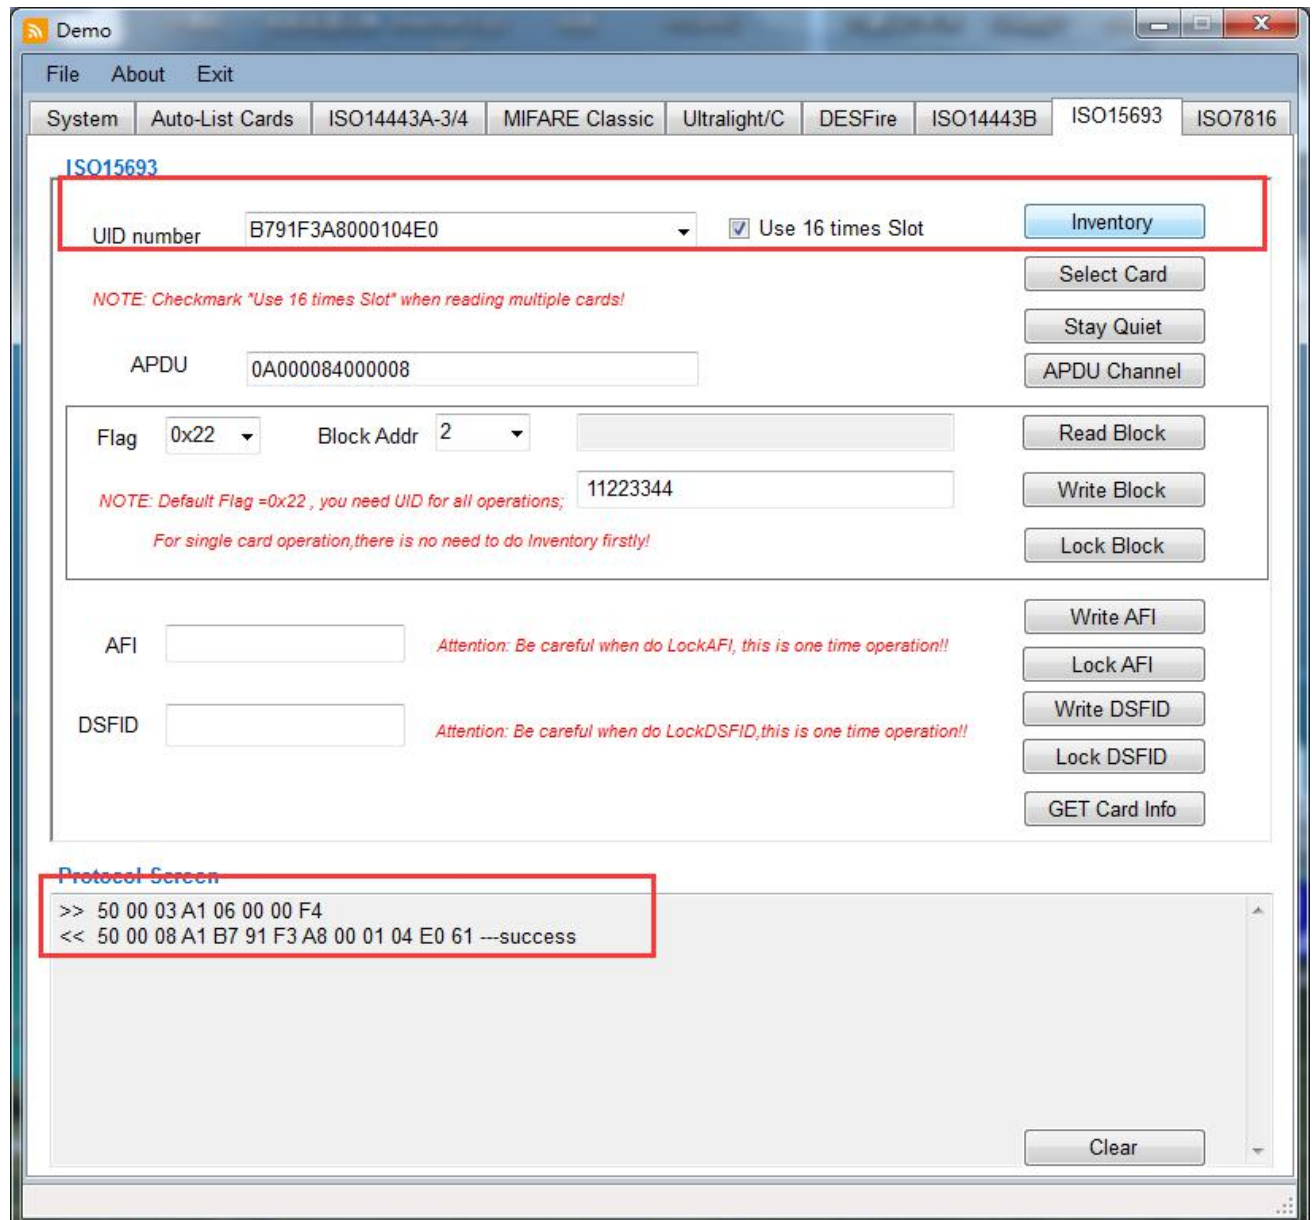 Demo
File About Exit
System Auto-List Cards ISO14443A-3/4 MIFARE Classic Ultralight/C DESFire ISO14443B ISO15693 ISO7816
ISO15693
UID number B791F3A8000104E0 Use 16 times Slot Inventory
Select Card
NOTE: Checkmark "Use 16 times Slot" when reading multiple cards!
Stay Quiet
APDU 0A000084000008 APDU Channel
Flag 0x22 Block Addr 2 Read Block
11223344 Write Block
NOTE: Default Flag =0x22 , you need UID for all operations;
For single card operation,there is no need to do Inventory firstly!
Lock Block
Write AFI
AFI Attention: Be careful when do LockAFI, this is one time operation!!
Lock AFI
Write DSFID
DSFID Attention: Be careful when do LockDSFID,this is one time operation!!
Lock DSFID
GET Card Info
Protocol Screen
>> 50 00 03 A1 06 00 00 F4
<< 50 00 08 A1 B7 91 F3 A8 00 01 04 E0 61 ---success
Clear